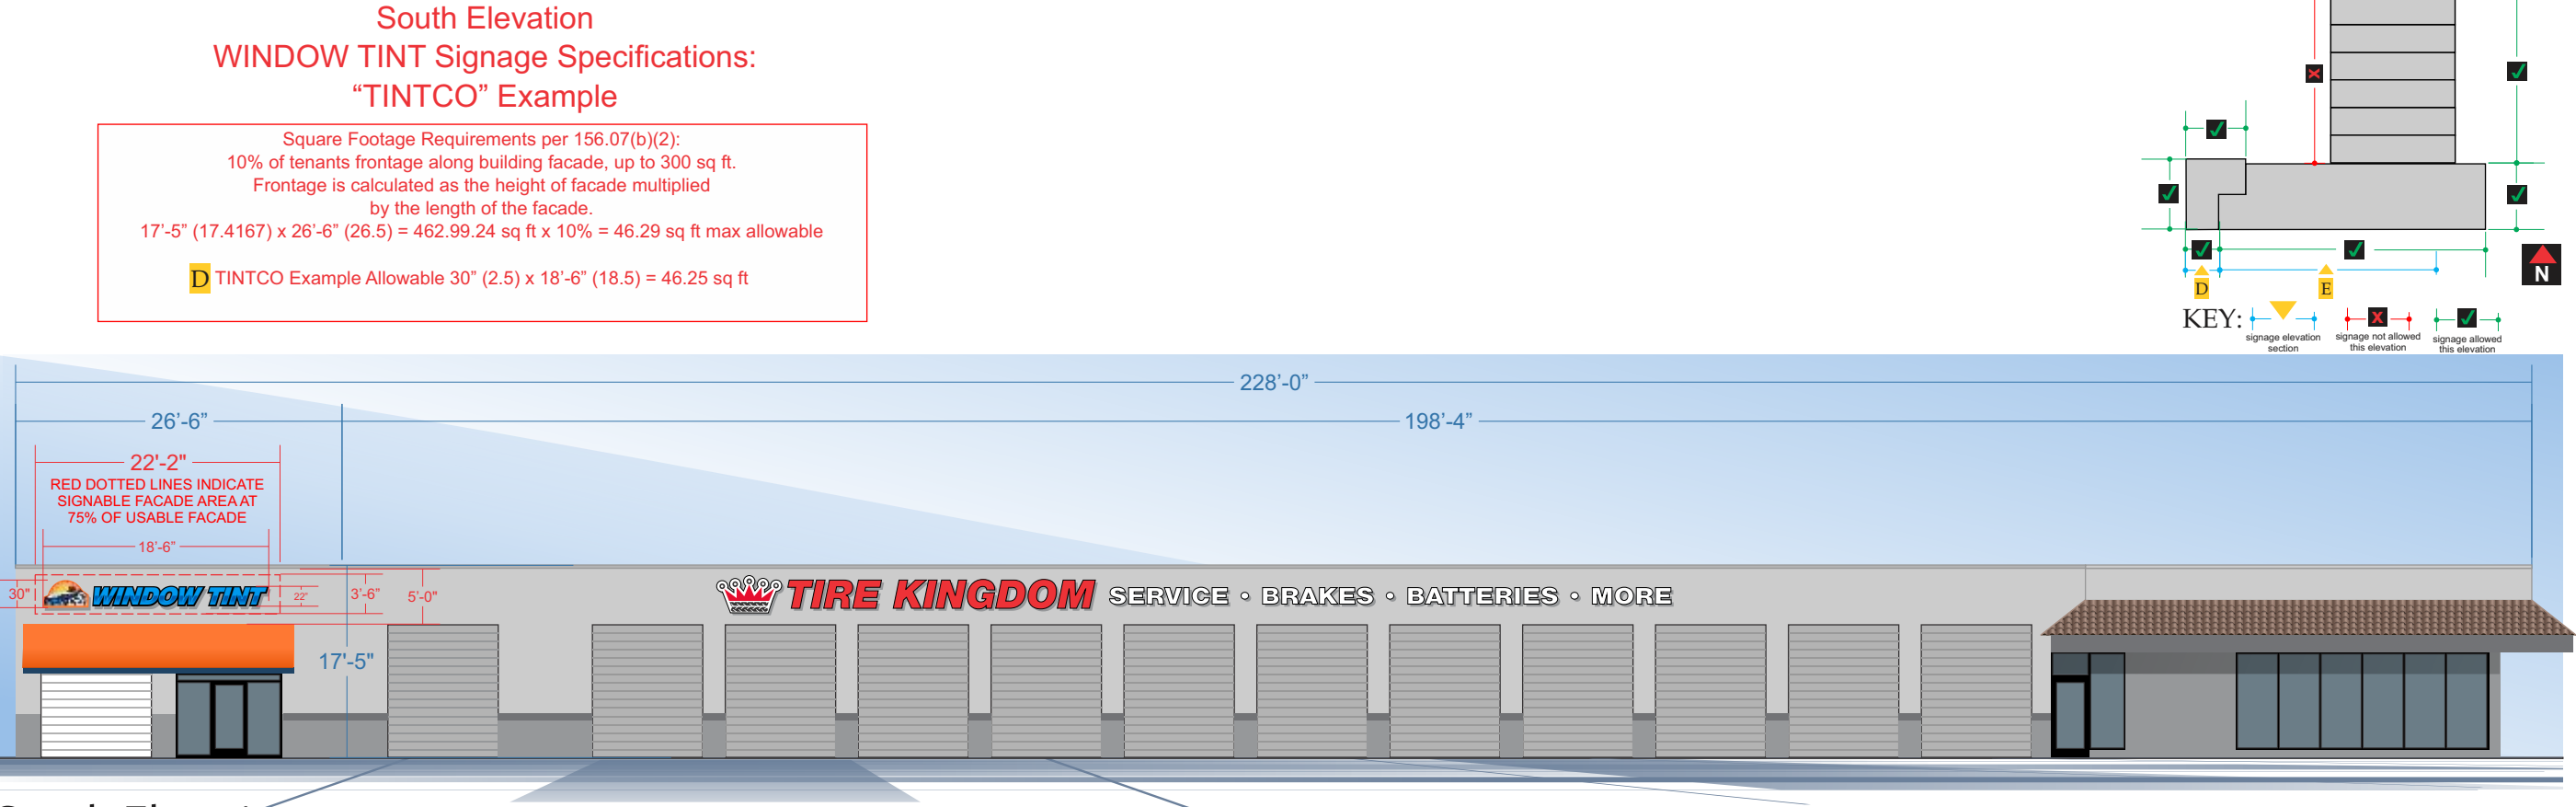 South Elevation
WINDOW TINT Signage Specifications:
“TINTCO” Example
Square Footage Requirements per 156.07(b)(2):
10% of tenants frontage along building facade, up to 300 sq ft.
Frontage is calculated as the height of facade multiplied
by the length of the facade.
17’-5” (17.4167) x 26’-6” (26.5) = 462.99.24 sq ft x 10% = 46.29 sq ft max allowable
D TINTCO Example Allowable 30” (2.5) x 18’-6” (18.5) = 46.25 sq ft
N
D
E
KEY:
signage elevation
section
signage not allowed
this elevation
signage allowed
this elevation
228’-0”
26’-6”
198’-4”
22'-2"
RED DOTTED LINES INDICATE
SIGNABLE FACADE AREA AT
75% OF USABLE FACADE
18’-6”
30"
WINDOW TINT
22"
3’-6”
5’-0”
TIRE KINGDOM SERVICE • BRAKES • BATTERIES • MORE
17'-5"